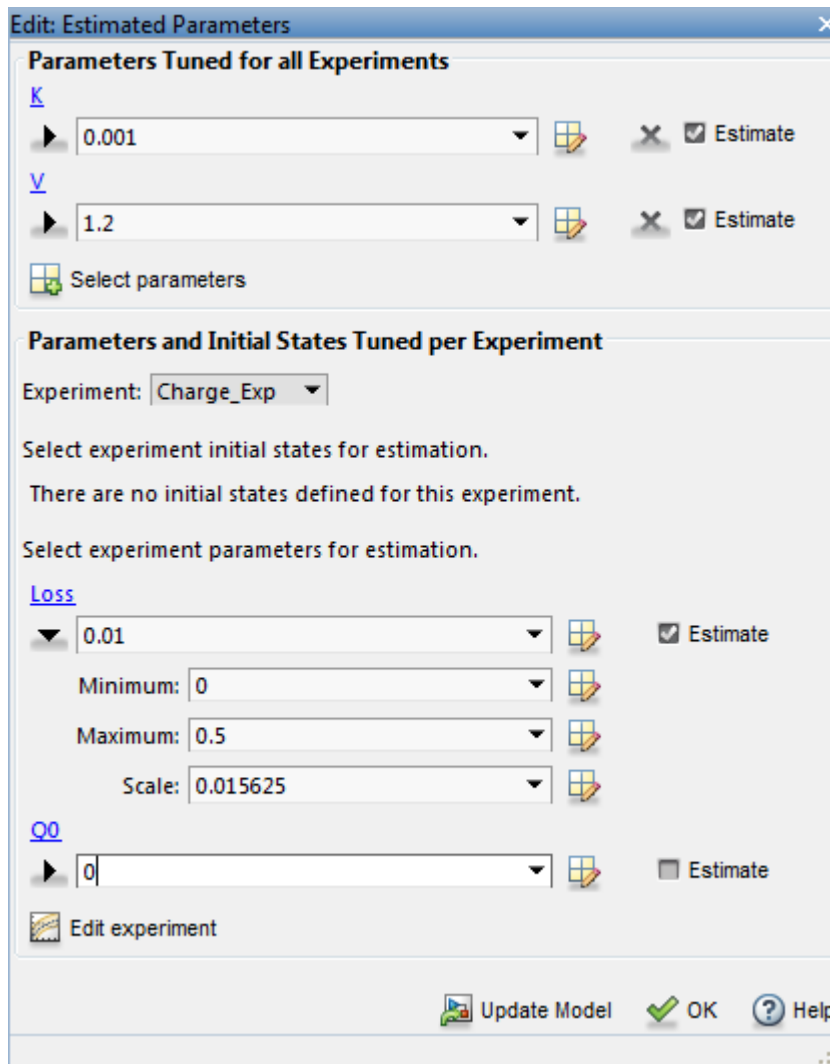 Edit: Estimated Parameters
Parameters Tuned for all Experiments
K
0.001 Estimate
V
1.2 Estimate
Select parameters
Parameters and Initial States Tuned per Experiment
Experiment: Charge_Exp
Select experiment initial states for estimation.
There are no initial states defined for this experiment.
Select experiment parameters for estimation.
Loss
0.01 Estimate
Minimum: 0
Maximum: 0.5
Scale: 0.015625
Q0
0 Estimate
Edit experiment
Update Model OK Help